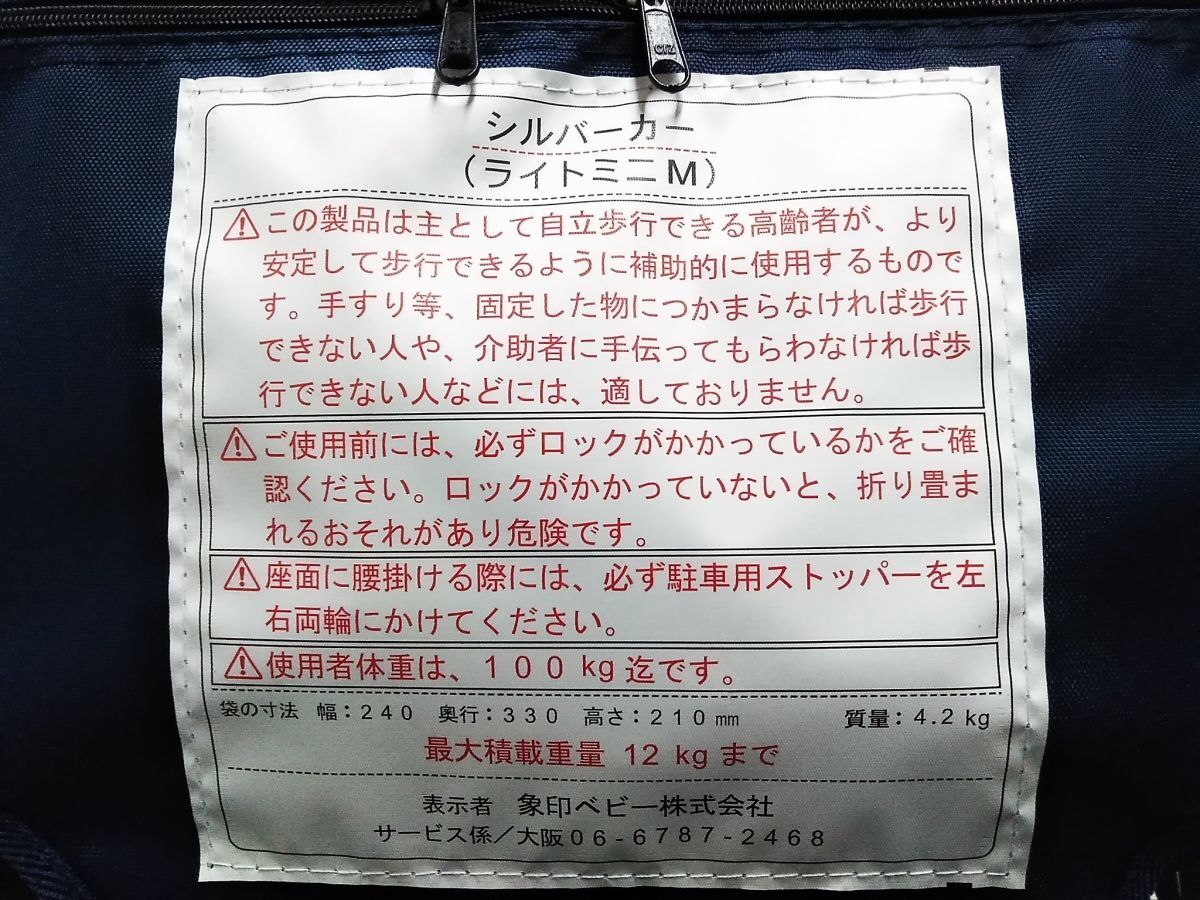 CTZ
シルバーカー
（ライトミニM）
⚠この製品は主として自立歩行できる高齢者が、より
安定して歩行できるように補助的に使用するもので
す。手すり等、固定した物につかまらなければ歩行
できない人や、介助者に手伝ってもらわなければ歩
行できない人などには、適しておりません。
⚠ご使用前には、必ずロックがかかっているかをご確
認ください。ロックがかかっていないと、折り畳ま
れるおそれがあり危険です。
⚠座面に腰掛ける際には、必ず駐車用ストッパーを左
右両輪にかけてください。
⚠使用者体重は、１００kg迄です。
袋の寸法 幅：２４０ 奥行：３３０ 高さ：２１０㎜ 質量：４.２kg
最大積載重量 12 kgまで
表示者 象印ベビー株式会社
サービス係／大阪０６-６７８７-２４６８